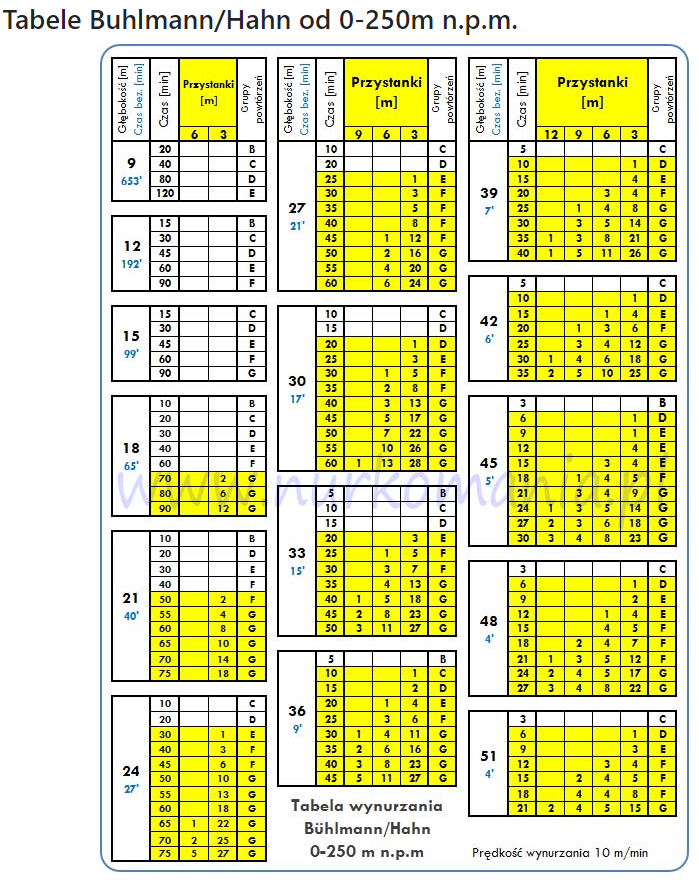 Tabele Buhlmann/Hahn od 0-250m n.p.m.
Głębokość [m]
Czas bez. [min]
Czas [min]
Przystanki
[m]
6 3
Grupy
powtórzeń
9
653'
20 B
40 C
80 D
120 E
12
192'
15 B
30 C
45 D
60 E
90 F
15
99'
15 C
30 D
45 E
60 F
90 G
18
65'
10 B
20 C
30 D
40 E
60 F
70 2 G
80 6 G
90 12 G
21
40'
10 B
20 D
30 E
40 F
50 2 F
55 4 G
60 8 G
65 10 G
70 14 G
75 18 G
24
27'
10 C
20 D
30 1 E
40 3 F
45 6 F
50 10 G
55 13 G
60 18 G
65 1 22 G
70 2 25 G
75 5 27 G
Głębokość [m]
Czas bez. [min]
Czas [min]
Przystanki
[m]
9 6 3
Grupy
powtórzeń
27
21'
10 C
20 D
25 1 E
30 3 F
35 5 F
40 8 F
45 1 12 F
50 2 16 G
55 4 20 G
60 6 24 G
30
17'
10 C
15 D
20 1 D
25 3 E
30 1 5 F
35 2 8 F
40 3 13 G
45 5 17 G
50 7 22 G
55 10 26 G
60 1 13 28 G
33
15'
5 B
10 C
15 D
20 3 E
25 1 5 F
30 3 7 F
35 4 13 G
40 1 5 18 G
45 2 8 23 G
50 3 11 27 G
36
9'
5 B
10 1 C
15 2 D
20 1 4 E
25 3 6 F
30 1 4 11 G
35 2 6 16 G
40 3 8 23 G
45 5 11 27 G
Tabela wynurzania
Bühlmann/Hahn
0-250 m n.p.m
Głębokość [m]
Czas bez. [min]
Czas [min]
Przystanki
[m]
12 9 6 3
Grupy
powtórzeń
39
7'
5 C
10 1 D
15 4 E
20 3 4 F
25 1 4 8 G
30 3 5 14 G
35 1 3 8 21 G
40 1 5 11 26 G
42
6'
5 C
10 1 D
15 1 4 E
20 1 3 6 F
25 3 4 12 G
30 1 4 6 18 G
35 2 5 10 25 G
45
5'
3 B
6 1 D
9 1 E
12 4 E
15 3 4 E
18 1 4 5 F
21 3 4 G
24 1 3 5 14 G
27 2 3 6 18 G
30 3 4 8 23 G
48
4'
3 C
6 1 D
9 2 E
12 1 4 E
15 4 5 F
18 2 4 7 F
21 1 3 5 12 F
24 2 4 5 17 G
27 3 4 8 22 G
51
4'
3 C
6 1 D
9 3 E
12 3 4 F
15 2 4 5 F
18 4 4 8 F
21 2 4 5 15 G
Prędkość wynurzania 10 m/min
www.nurkomania.pl